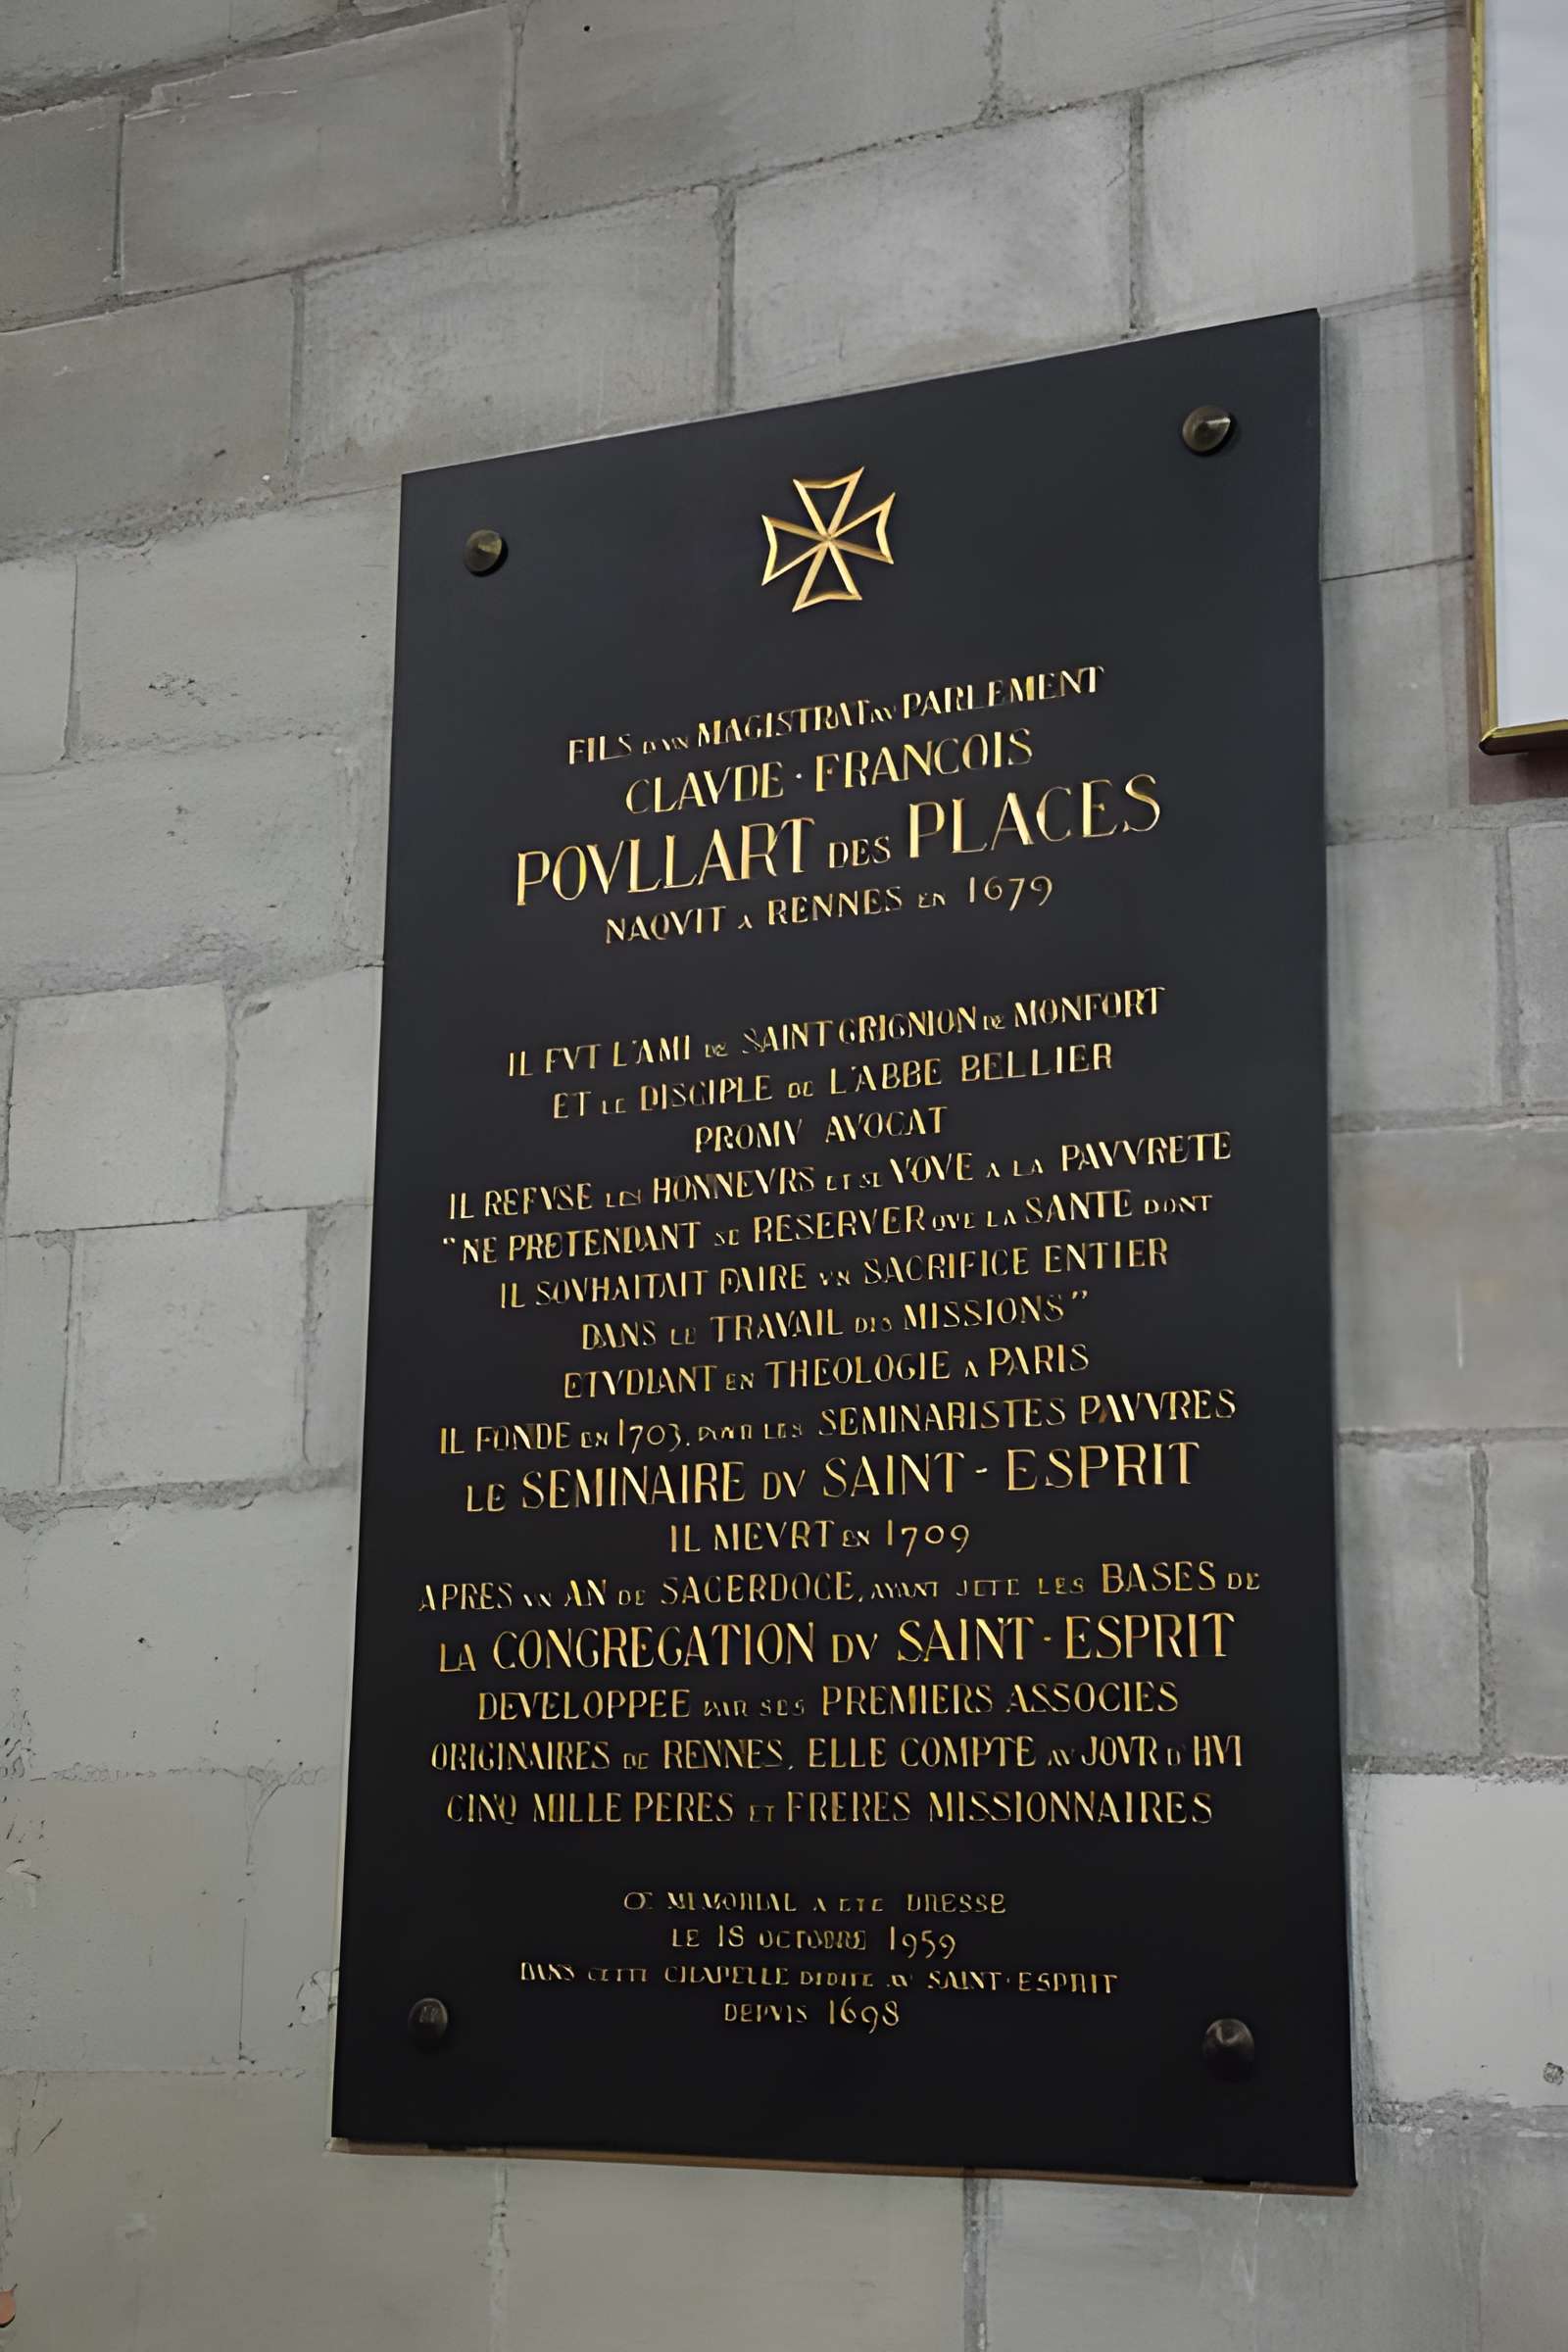 FILS D'VN MAGISTRAT AV PARLEMENT
CLAVDE · FRANCOIS
POVLLART DES PLACES
NAQVIT A RENNES EN 1679
IL FVT L'AMI DE SAINT GRIGNION DE MONFORT
ET LE DISCIPLE DE L'ABBE BELLIER
PROMV AVOCAT
IL REFVSE LES HONNEVRS ET SE VOVE A LA PAVVRETE
"NE PRETENDANT SE RESERVER QVE LA SANTE DONT
IL SOVHAITAIT FAIRE VN SACRIFICE ENTIER
DANS LE TRAVAIL DES MISSIONS"
ETVDIANT EN THEOLOGIE A PARIS
IL FONDE EN 1703, POVR LES SEMINARISTES PAVVRES
LE SEMINAIRE DV SAINT-ESPRIT
IL MEVRT EN 1709
APRES VN AN DE SACERDOCE, AYANT JETE LES BASES DE
LA CONGREGATION DV SAINT-ESPRIT
DEVELOPPEE PAR SES PREMIERS ASSOCIES
ORIGINAIRES DE RENNES, ELLE COMPTE AV JOVR D'HVI
CINQ MILLE PERES ET FRERES MISSIONNAIRES
CE MEMORIAL A ETE DRESSE
LE 18 OCTOBRE 1959
DANS CETTE CHAPELLE DEDIEE AV SAINT-ESPRIT
DEPVIS 1698